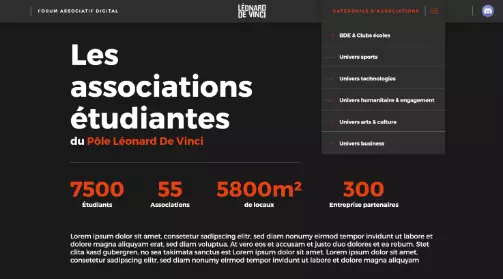 FORUM ASSOCIATIF DIGITAL
LÉONARD
DE VINCI
CATÉGORIES D'ASSOCIATIONS
BDE & Clubs écoles
Univers sports
Univers technologies
Univers humanitaire & engagement
Univers arts & culture
Univers business
Les
associations
étudiantes
du Pôle Léonard De Vinci
7500
Étudiants
55
Associations
5800m²
de locaux
300
Entreprise partenaires
Lorem ipsum dolor sit amet, consetetur sadipscing elitr, sed diam nonumy eirmod tempor invidunt ut labore et
dolore magna aliquyam erat, sed diam voluptua. At vero eos et accusam et justo duo dolores et ea rebum. Stet
clita kasd gubergren, no sea takimata sanctus est Lorem ipsum dolor sit amet. Lorem ipsum dolor sit amet,
consetetur sadipscing elitr, sed diam nonumy eirmod tempor invidunt ut labore et dolore magna aliquyam